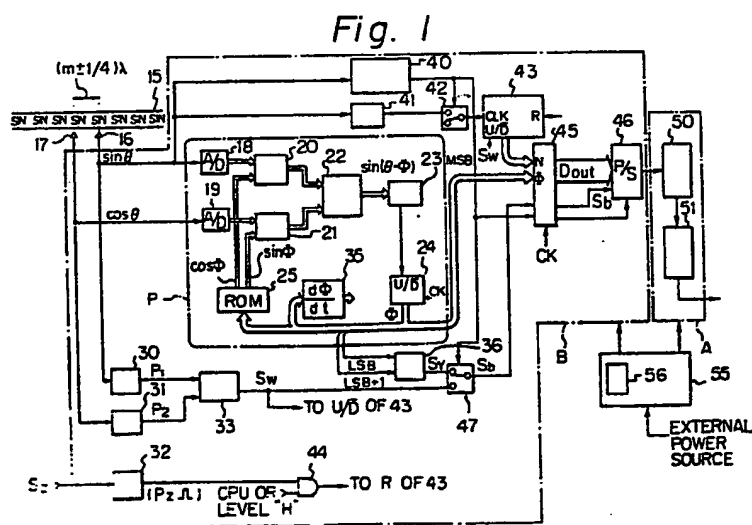 Fig. 1
(m±1/4)λ
15
SN SN SN SN SN SN SN SN
17
16
sinθ
cosθ
40
41
42
43
CLK
U/D̄
R
Sw
45
46
N
Φ
Dout
Sb
P/S
CK
MSB
50
51
A
B
18
A/D
19
A/D
20
21
22
sin(θ-Φ)
23
24
U/D̄
CK
Φ
cosΦ
sinΦ
25
ROM
35
dΦ
dt
P
36
LSB
LSB+1
SY
Sb
47
30
P1
31
P2
33
Sw
TO U/D̄ OF 43
32
(Pz)
44
CPU OR
LEVEL "H"
TO R OF 43
55
56
EXTERNAL
POWER
SOURCE